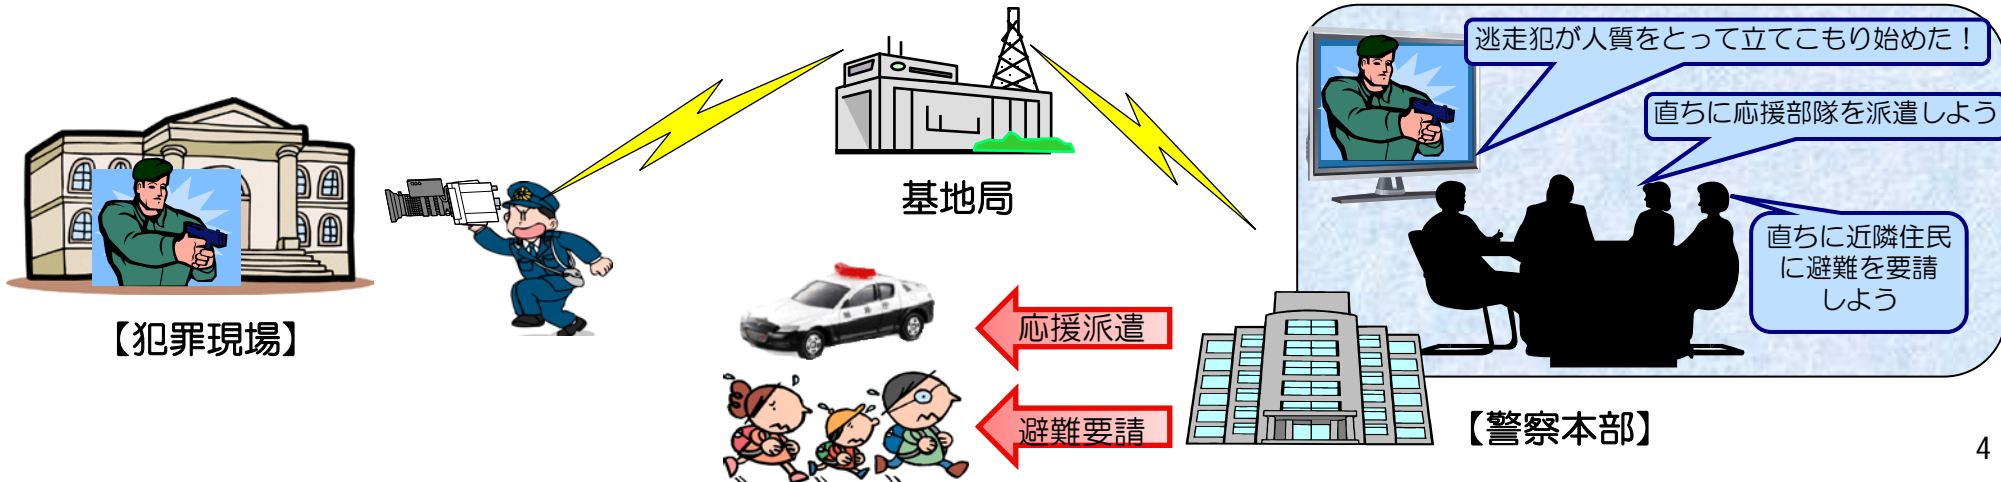 逃走犯が人質をとって立てこもり始めた！
直ちに応援部隊を派遣しよう
直ちに近隣住民
に避難を要請
しよう
基地局
【犯罪現場】
応援派遣
避難要請
【警察本部】
4